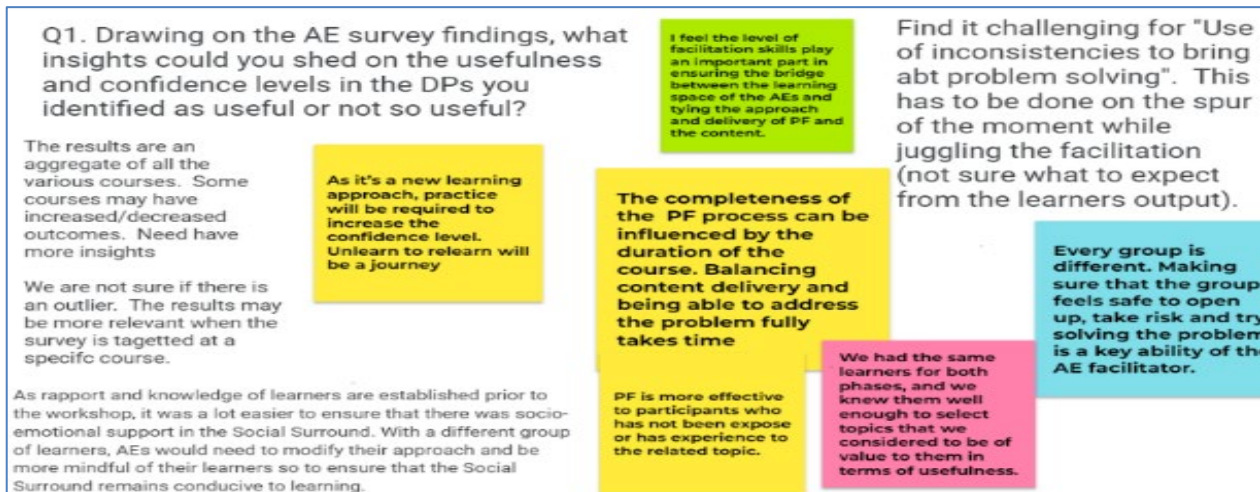 Q1. Drawing on the AE survey findings, what
insights could you shed on the usefulness
and confidence levels in the DPs you
identified as useful or not so useful?
The results are an
aggregate of all the
various courses. Some
courses may have
increased/decreased
outcomes. Need have
more insights
We are not sure if there is
an outlier. The results may
be more relevant when the
survey is tagetted at a
specifc course.
As rapport and knowledge of learners are established prior to
the workshop, it was a lot easier to ensure that there was socio-
emotional support in the Social Surround. With a different group
of learners, AEs would need to modify their approach and be
more mindful of their learners so to ensure that the Social
Surround remains conducive to learning.
As it's a new learning
approach, practice
will be required to
increase the
confidence level.
Unlearn to relearn will
be a journey
I feel the level of
facilitation skills play
an important part in
ensuring the bridge
between the learning
space of the AEs and
tying the approach
and delivery of PF and
the content.
The completeness of
the PF process can be
influenced by the
duration of the
course. Balancing
content delivery and
being able to address
the problem fully
takes time
PF is more effective
to participants who
has not been expose
or has experience to
the related topic.
We had the same
learners for both
phases, and we
knew them well
enough to select
topics that we
considered to be of
value to them in
terms of usefulness.
Find it challenging for "Use
of inconsistencies to bring
abt problem solving". This
has to be done on the spur
of the moment while
juggling the facilitation
(not sure what to expect
from the learners output).
Every group is
different. Making
sure that the group
feels safe to open
up, take risk and try
solving the problem
is a key ability of the
AE facilitator.